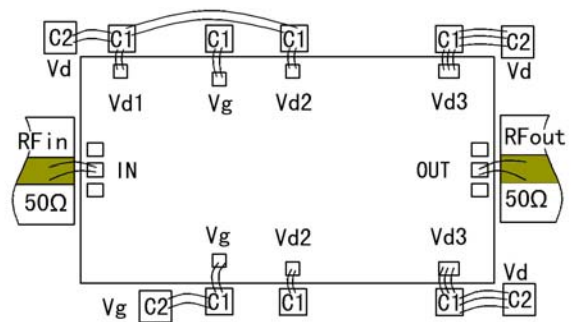 C2 C1 C1 C1 C1 C2
Vd Vd
Vd1 Vg Vd2 Vd3
RFin RFout
IN OUT
50Ω 50Ω
Vg Vd2 Vd3
Vd
Vg C2 C1 C1 C1 C2